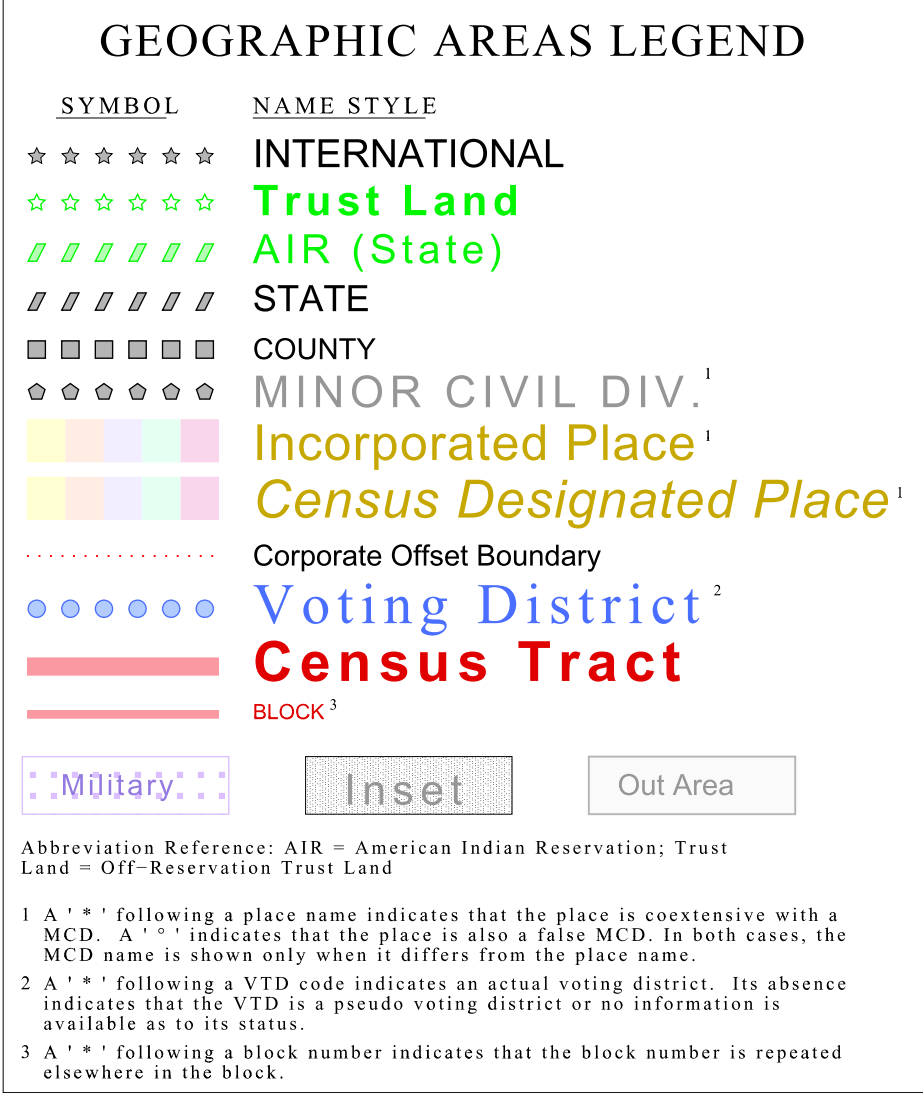 GEOGRAPHIC AREAS LEGEND
SYMBOL NAME STYLE
INTERNATIONAL
Trust Land
AIR (State)
STATE
COUNTY
MINOR CIVIL DIV.¹
Incorporated Place ¹
Census Designated Place ¹
Corporate Offset Boundary
Voting District ²
Census Tract
BLOCK ³
Military Inset Out Area
Abbreviation Reference: AIR = American Indian Reservation; Trust
Land = Off−Reservation Trust Land
1 A ' * ' following a place name indicates that the place is coextensive with a
MCD. A ' ° ' indicates that the place is also a false MCD. In both cases, the
MCD name is shown only when it differs from the place name.
2 A ' * ' following a VTD code indicates an actual voting district. Its absence
indicates that the VTD is a pseudo voting district or no information is
available as to its status.
3 A ' * ' following a block number indicates that the block number is repeated
elsewhere in the block.